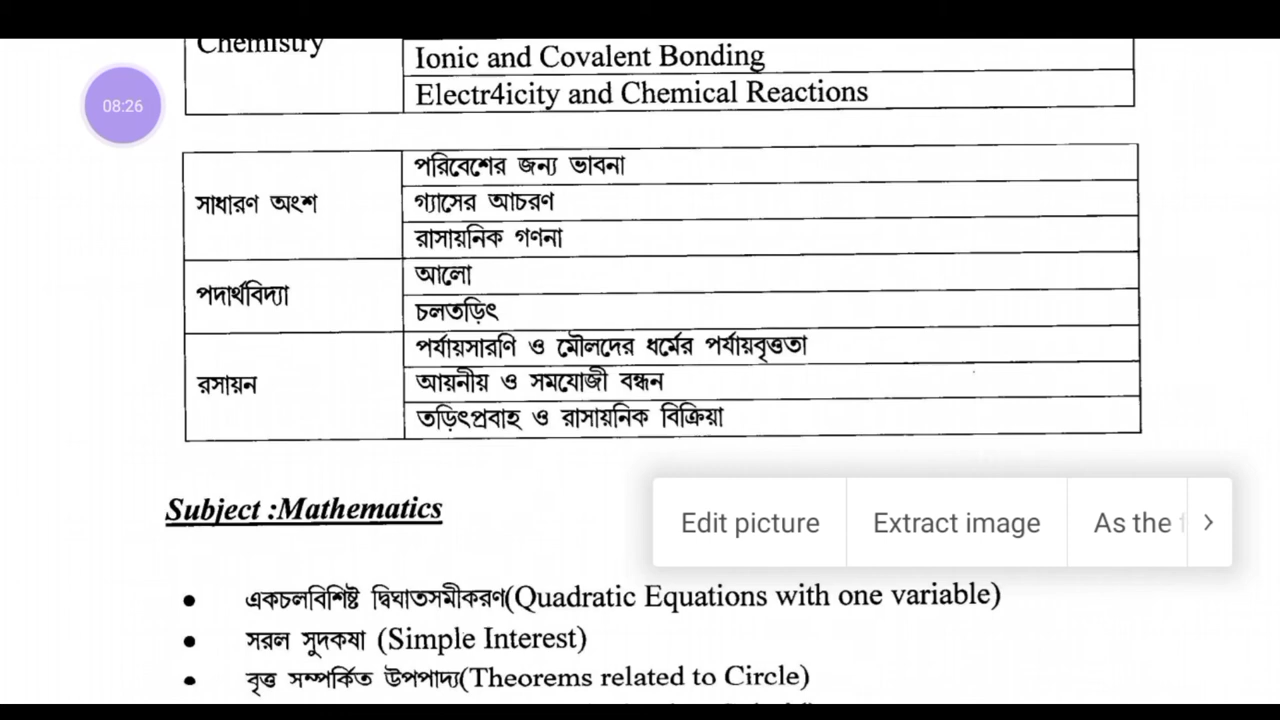 Chemistry
Ionic and Covalent Bonding
Electr4icity and Chemical Reactions
08:26
সাধারণ অংশ
পরিবেশের জন্য ভাবনা
গ্যাসের আচরণ
রাসায়নিক গণনা
পদার্থবিদ্যা
আলো
চলতড়িৎ
রসায়ন
পর্যায়সারণি ও মৌলদের ধর্মের পর্যায়বৃত্ততা
আয়নীয় ও সমযোজী বন্ধন
তড়িৎপ্রবাহ ও রাসায়নিক বিক্রিয়া
Subject :Mathematics
Edit picture
Extract image
As the
• একচলবিশিষ্ট দ্বিঘাতসমীকরণ(Quadratic Equations with one variable)
• সরল সুদকষা (Simple Interest)
• বৃত্ত সম্পর্কিত উপপাদ্য(Theorems related to Circle)